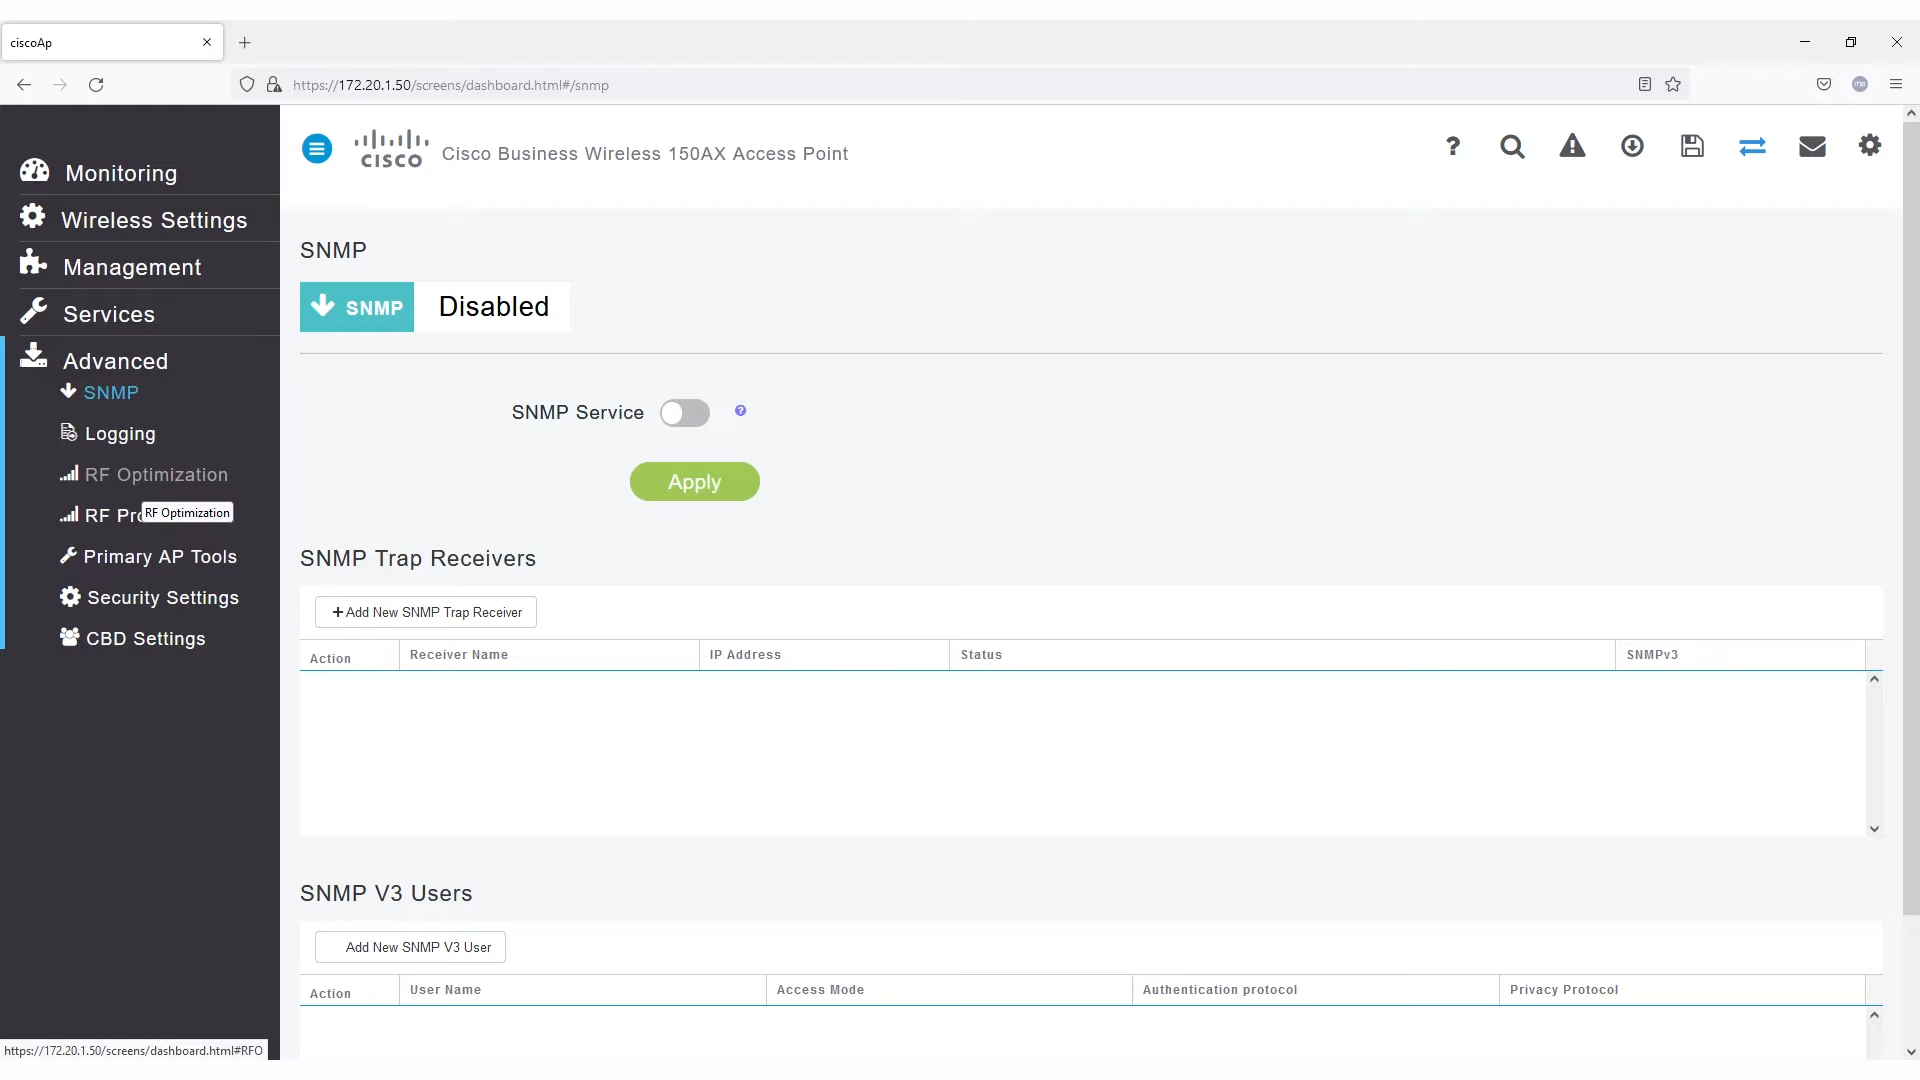 ciscoAp
https://172.20.1.50/screens/dashboard.html#/snmp
me
Monitoring
Wireless Settings
Management
Services
Advanced
SNMP
Logging
RF Optimization
RF Pro
RF Optimization
Primary AP Tools
Security Settings
CBD Settings
https://172.20.1.50/screens/dashboard.html#RFO
CISCO
Cisco Business Wireless 150AX Access Point
SNMP
SNMP Disabled
SNMP Service
Apply
SNMP Trap Receivers
Add New SNMP Trap Receiver
Action Receiver Name IP Address Status SNMPv3
SNMP V3 Users
Add New SNMP V3 User
Action User Name Access Mode Authentication protocol Privacy Protocol